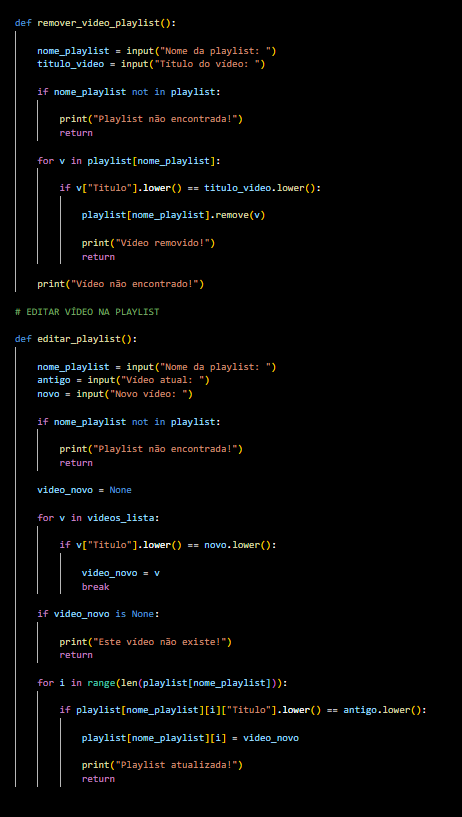 def remover_video_playlist():
nome_playlist = input("Nome da playlist: ")
titulo_video = input("Título do vídeo: ")
if nome_playlist not in playlist:
print("Playlist não encontrada!")
return
for v in playlist[nome_playlist]:
if v["Titulo"].lower() == titulo_video.lower():
playlist[nome_playlist].remove(v)
print("Vídeo removido!")
return
print("Vídeo não encontrado!")
# EDITAR VÍDEO NA PLAYLIST
def editar_playlist():
nome_playlist = input("Nome da playlist: ")
antigo = input("Vídeo atual: ")
novo = input("Novo vídeo: ")
if nome_playlist not in playlist:
print("Playlist não encontrada!")
return
video_novo = None
for v in videos_lista:
if v["Titulo"].lower() == novo.lower():
video_novo = v
break
if video_novo is None:
print("Este vídeo não existe!")
return
for i in range(len(playlist[nome_playlist])):
if playlist[nome_playlist][i]["Titulo"].lower() == antigo.lower():
playlist[nome_playlist][i] = video_novo
print("Playlist atualizada!")
return